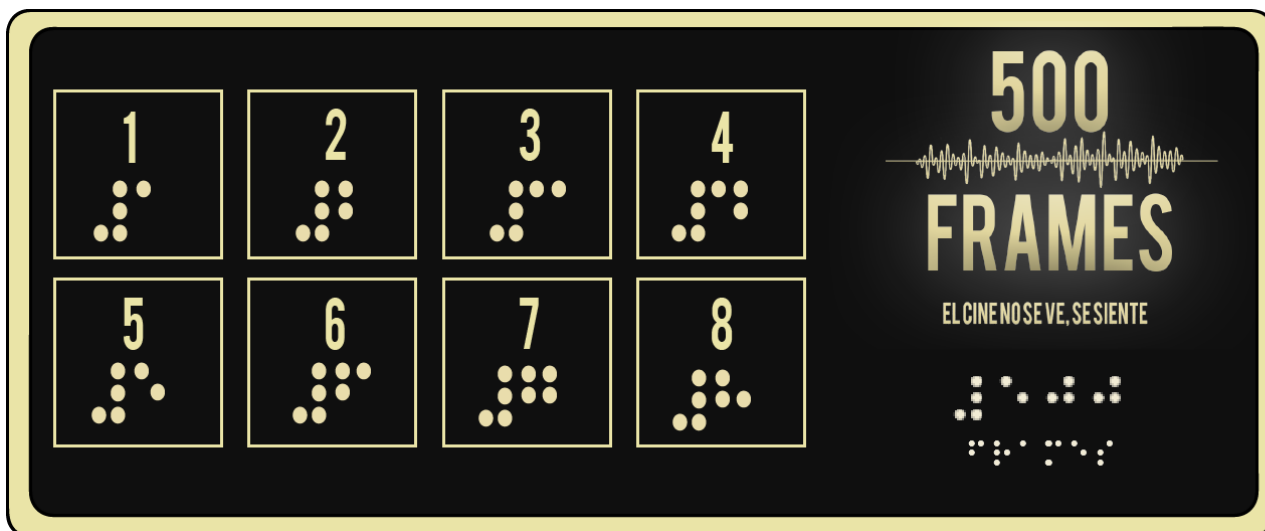 1 2 3 4
⠼⠁ ⠼⠃ ⠼⠉ ⠼⠙
5 6 7 8
⠼⠑ ⠼⠋ ⠼⠛ ⠼⠓
500
FRAMES
EL CINE NO SE VE, SE SIENTE
⠼⠑⠚⠚
⠋⠗⠁⠍⠑⠎